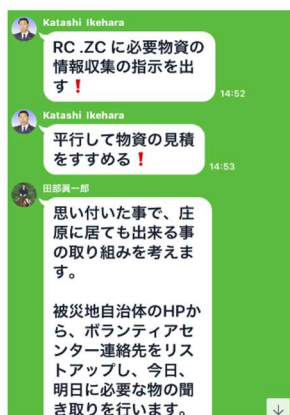 Katashi Ikehara
RC .ZC に必要物資の
情報収集の指示を出
す❗
14:52
Katashi Ikehara
平行して物資の見積
をすすめる❗
14:53
田部眞一郎
思い付いた事で、庄
原に居ても出来る事
の取り組みを考えま
す。
被災地自治体のHPか
ら、ボランティアセ
ンター連絡先をリス
トアップし、今日、
明日に必要な物の聞
き取りを行います。